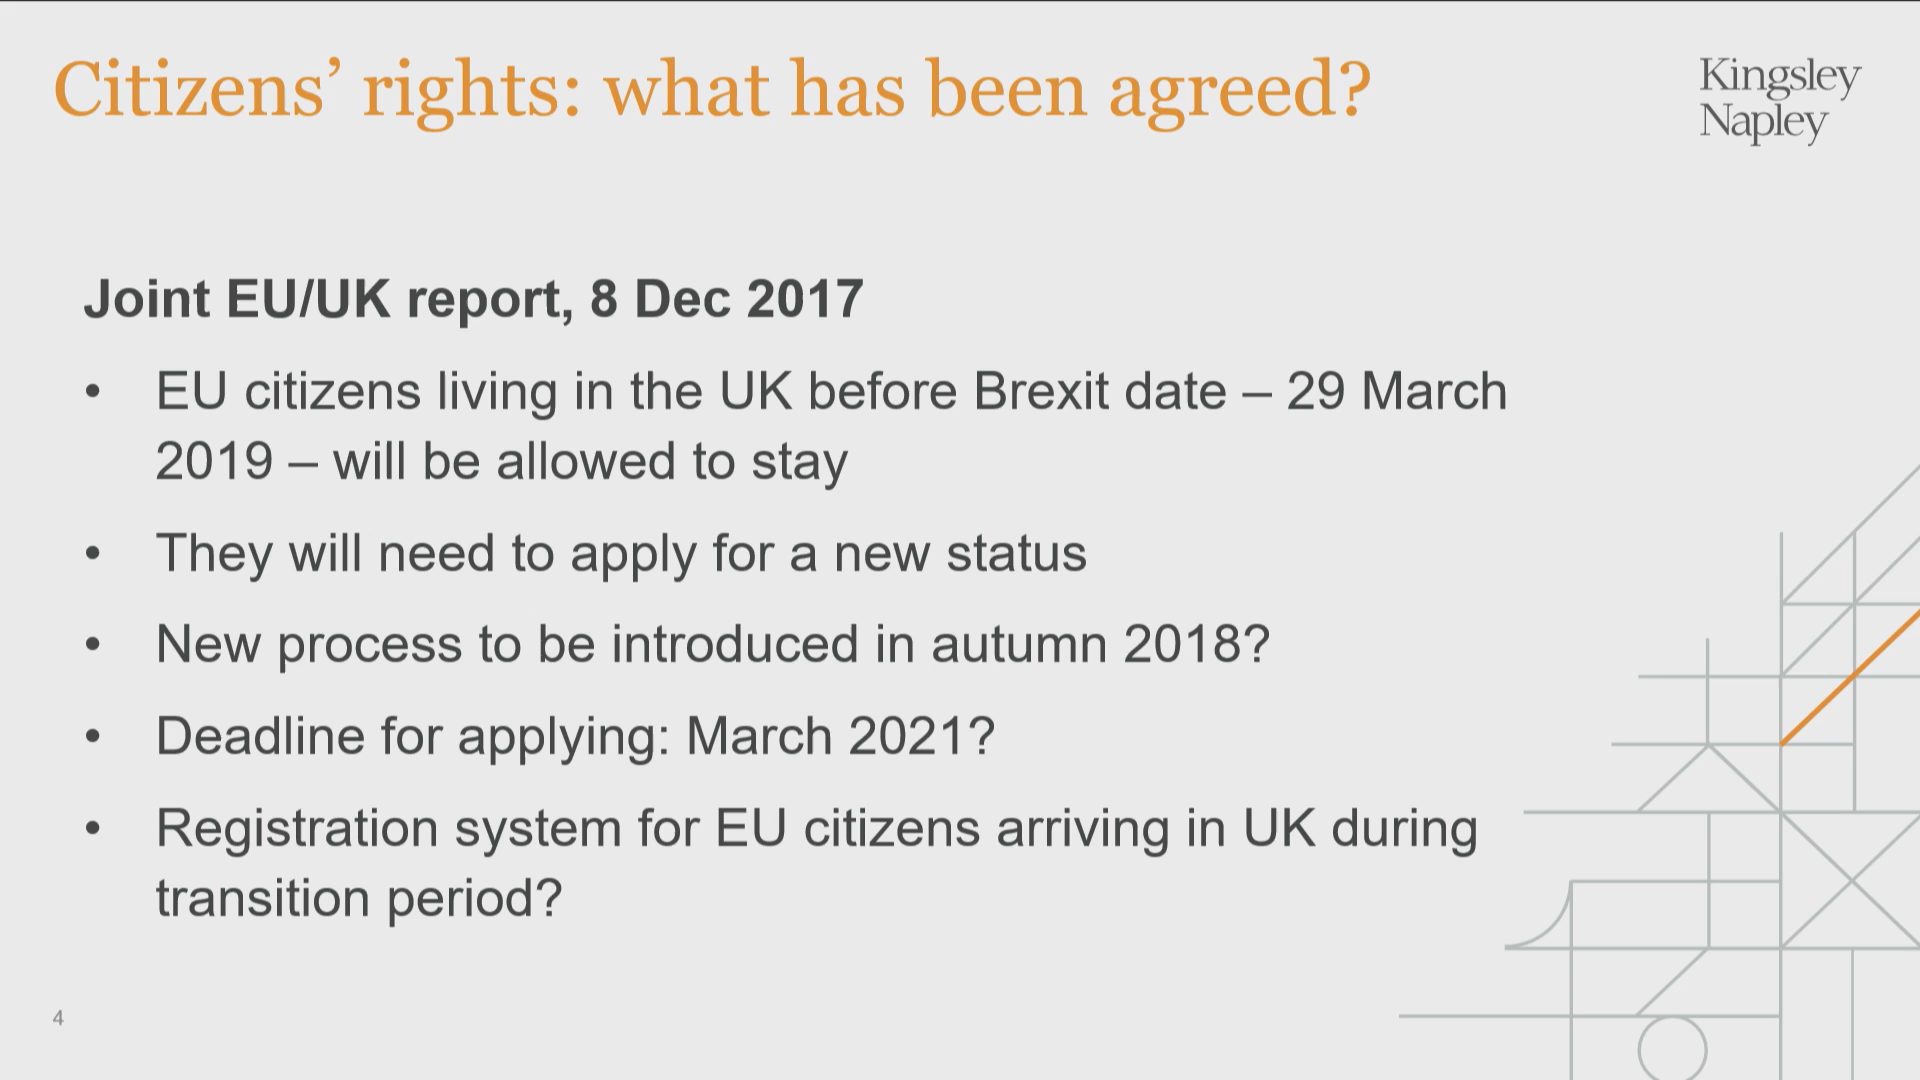 Citizens’ rights: what has been agreed?
Kingsley
Napley
Joint EU/UK report, 8 Dec 2017
• EU citizens living in the UK before Brexit date – 29 March
2019 – will be allowed to stay
• They will need to apply for a new status
• New process to be introduced in autumn 2018?
• Deadline for applying: March 2021?
• Registration system for EU citizens arriving in UK during
transition period?
4